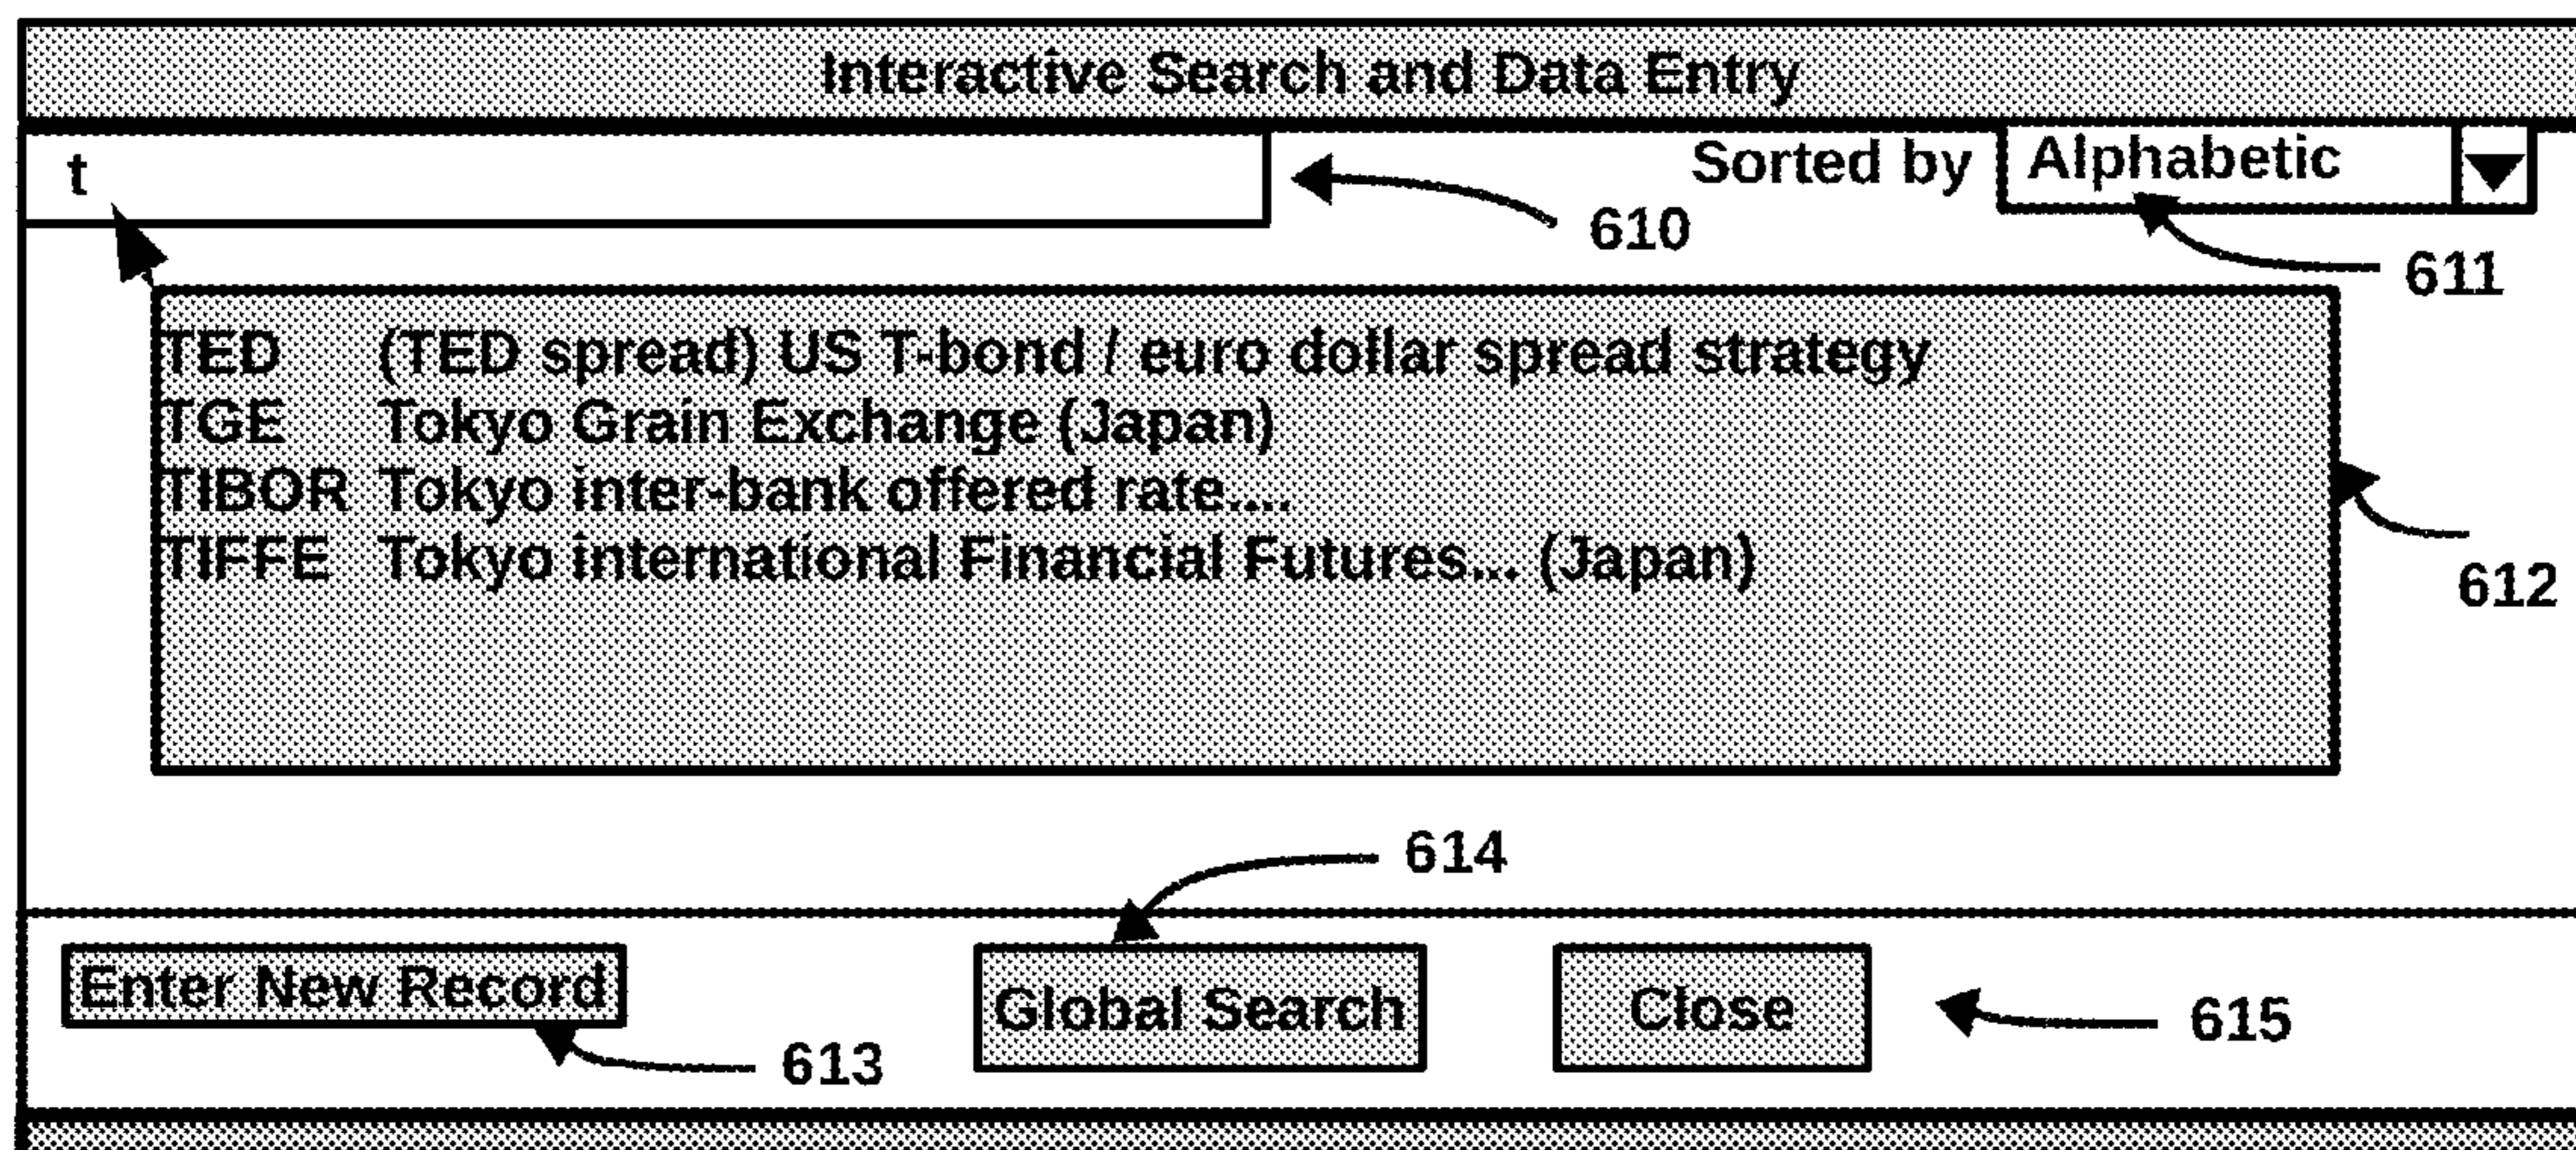 Interactive Search and Data Entry
t
Sorted by Alphabetic
610
611
TED (TED spread) US T-bond / euro dollar spread strategy
TGE Tokyo Grain Exchange (Japan)
TIBOR Tokyo inter-bank offered rate....
TIFFE Tokyo international Financial Futures... (Japan)
612
614
Enter New Record
Global Search
Close
615
613